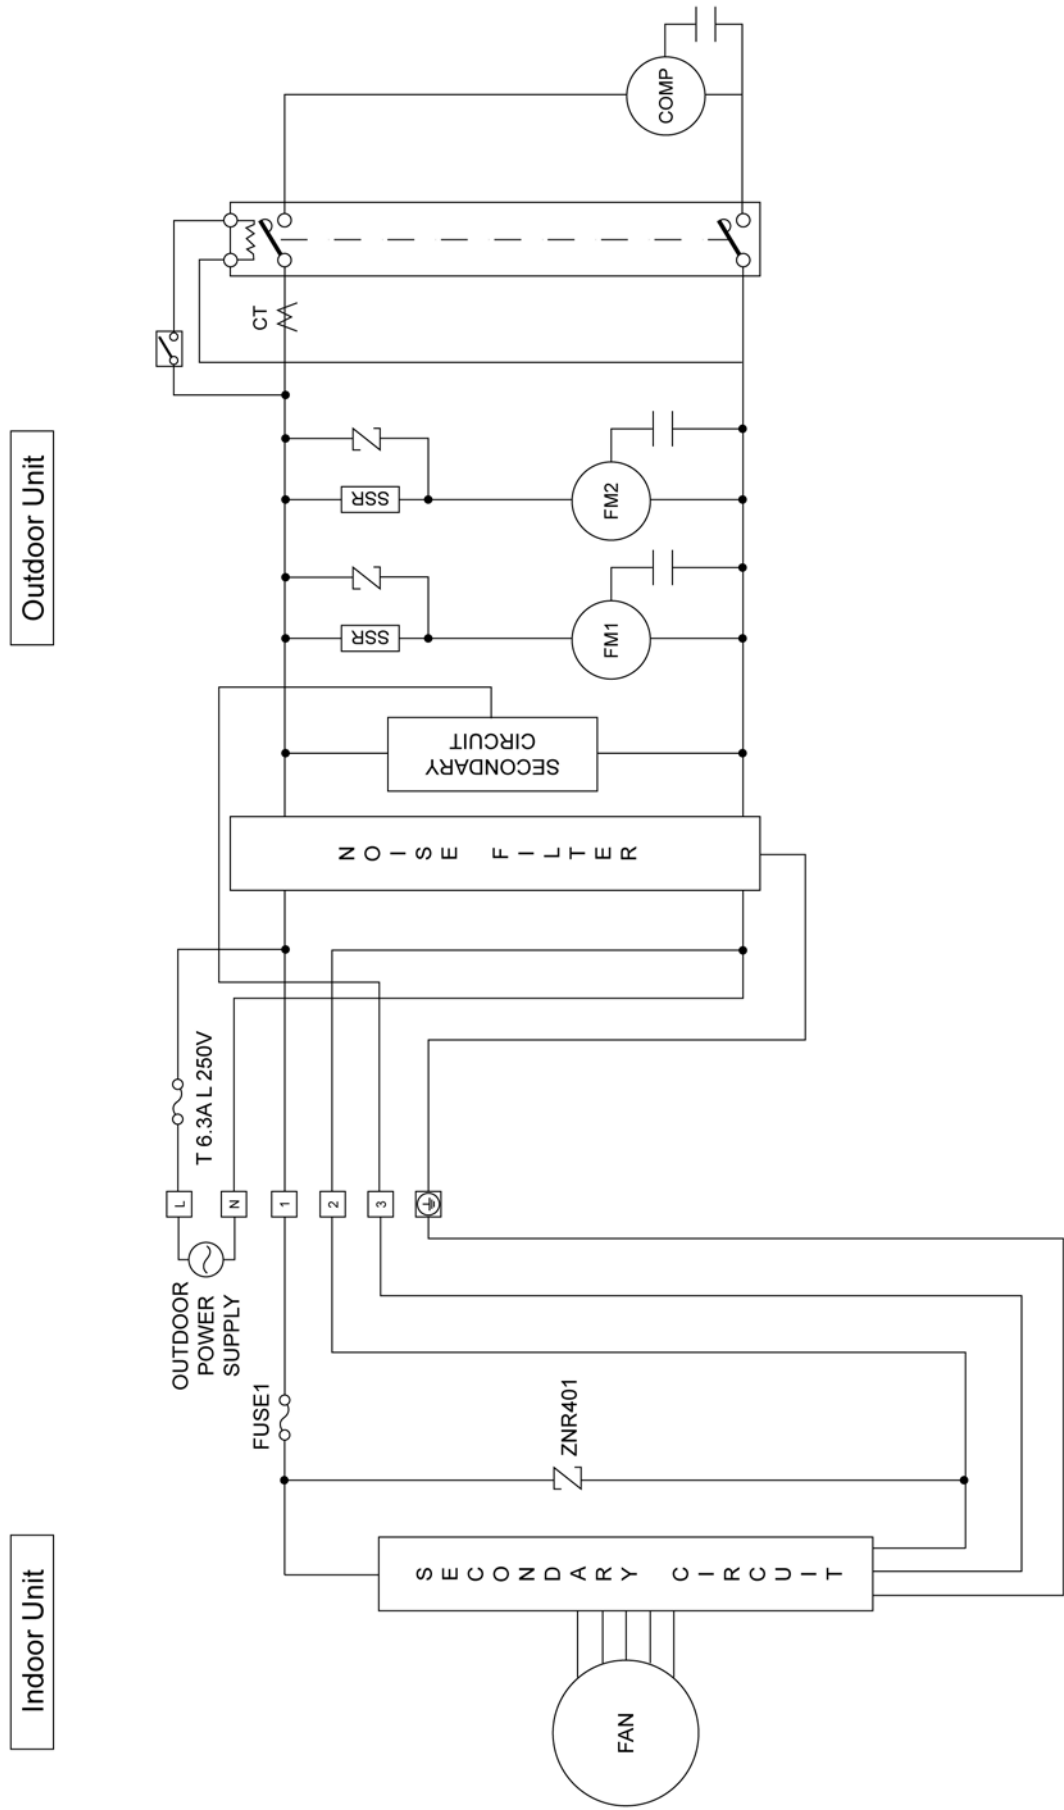 Outdoor Unit
Indoor Unit
COMP
CT
SSR
FM2
SSR
FM1
SECONDARY
CIRCUIT
NOISE FILTER
T 6.3A L 250V
L
N
1
2
3
OUTDOOR
POWER
SUPPLY
FUSE1
ZNR401
SECONDARY CIRCUIT
FAN